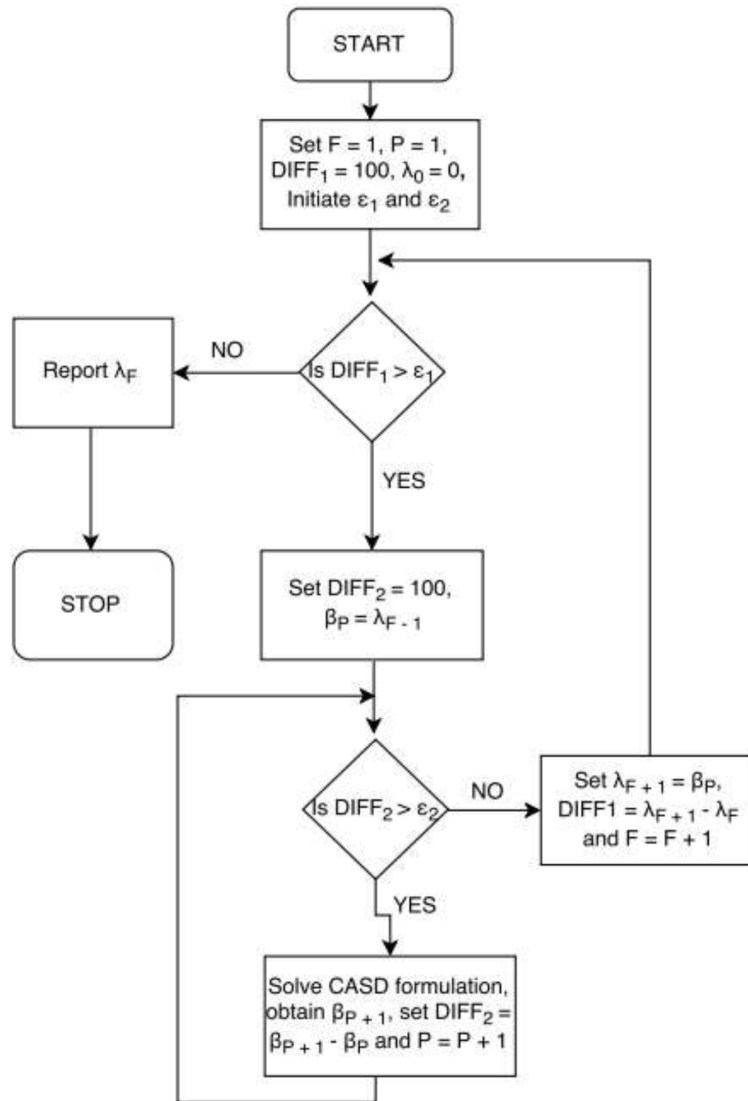 START
Set F = 1, P = 1,
DIFF₁ = 100, λ₀ = 0,
Initiate ε₁ and ε₂
Is DIFF₁ > ε₁
NO
Report λ_F
YES
STOP
Set DIFF₂ = 100,
β_P = λ_F - 1
Is DIFF₂ > ε₂
NO
Set λ_F + 1 = β_P,
DIFF1 = λ_F + 1 - λ_F
and F = F + 1
YES
Solve CASD formulation,
obtain β_P + 1, set DIFF₂ =
β_P + 1 - β_P and P = P + 1